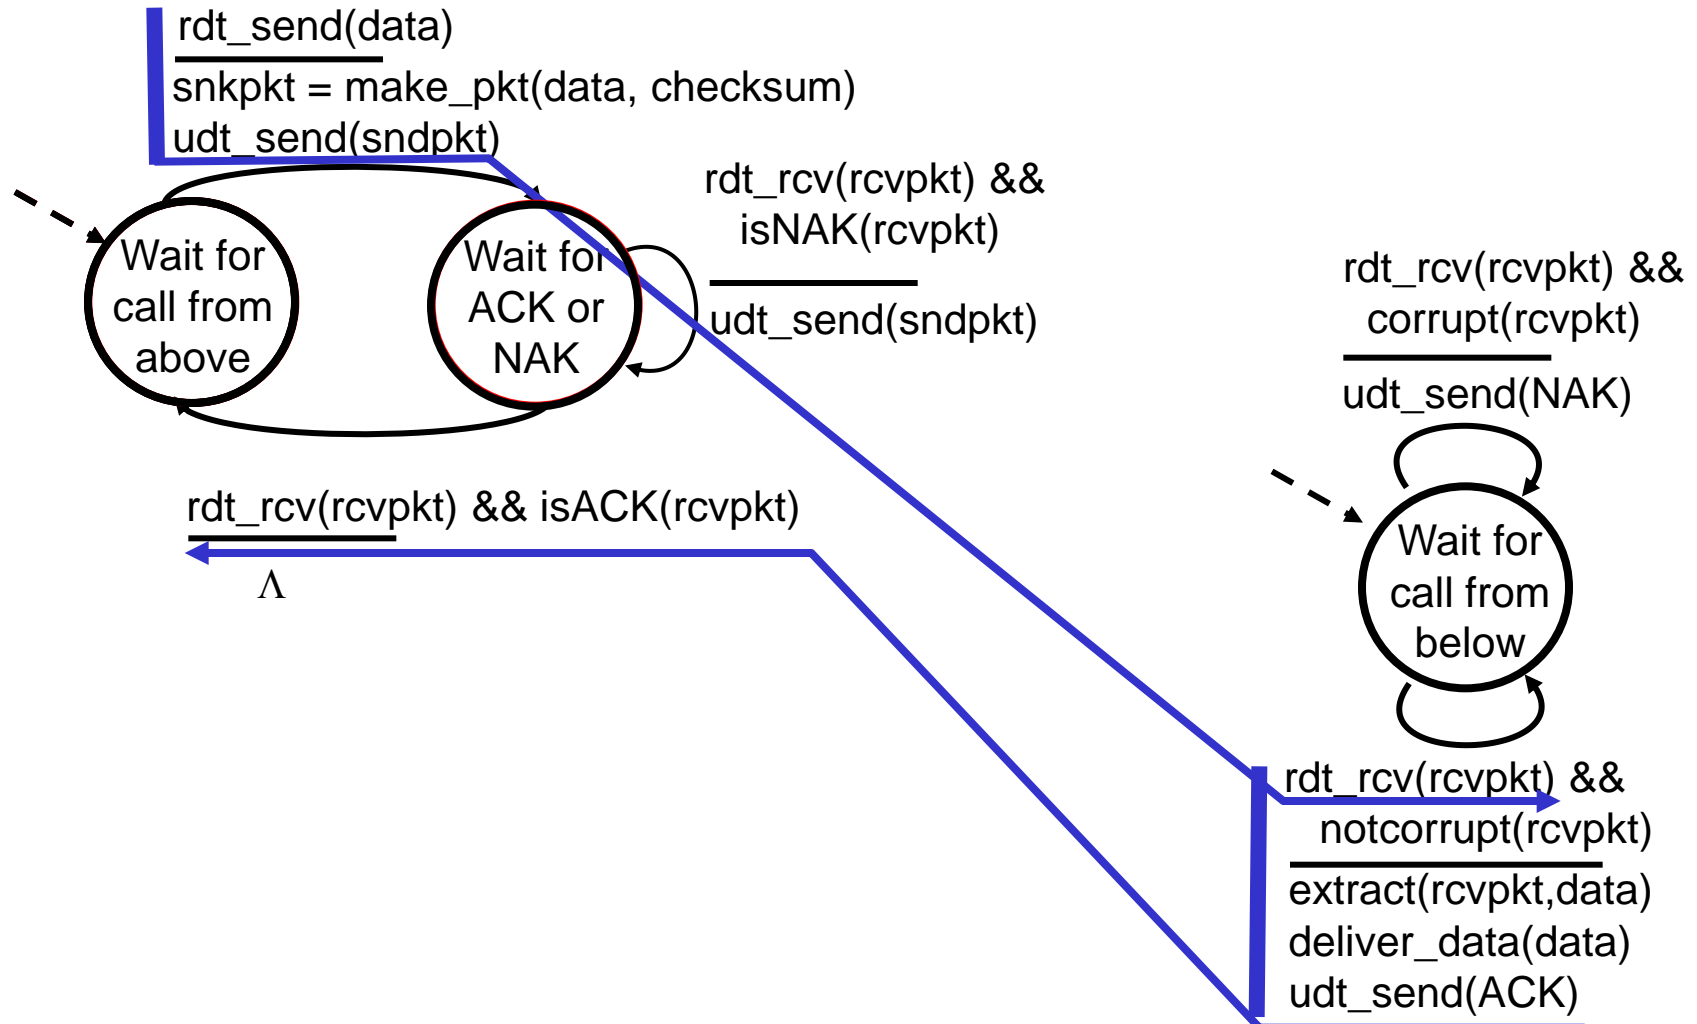 rdt_send(data)
snkpkt = make_pkt(data, checksum)
udt_send(sndpkt)
Wait for
call from
above
Wait for
ACK or
NAK
rdt_rcv(rcvpkt) &&
isNAK(rcvpkt)
udt_send(sndpkt)
rdt_rcv(rcvpkt) && isACK(rcvpkt)
Λ
rdt_rcv(rcvpkt) &&
corrupt(rcvpkt)
udt_send(NAK)
Wait for
call from
below
rdt_rcv(rcvpkt) &&
notcorrupt(rcvpkt)
extract(rcvpkt,data)
deliver_data(data)
udt_send(ACK)